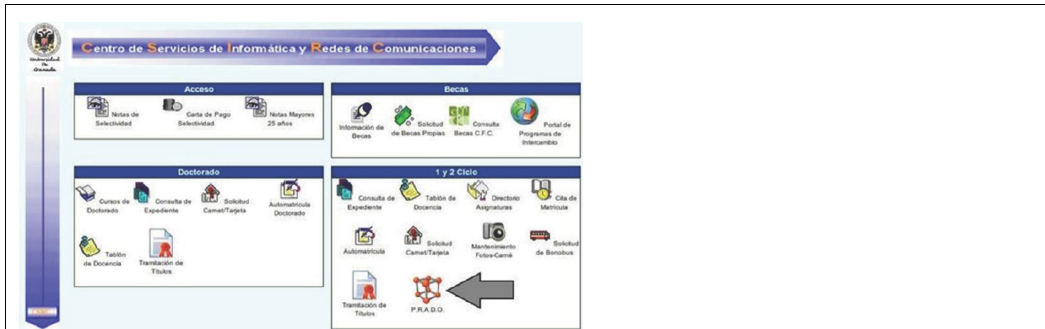 Centro de Servicios de Informática y Redes de Comunicaciones
Universidad
de
Granada
Acceso
Notas de
Selectividad
Carta de Pago
Selectividad
Notas Mayores
25 años
Becas
Información de
Becas
Solicitud
de Becas Propias
Consulta
Becas C.F.C.
Portal de
Programas de
Intercambio
Doctorado
Cursos de
Doctorado
Consulta de
Expediente
Solicitud
Carnet/Tarjeta
Automatrícula
Doctorado
Tablón
de Docencia
Tramitación de
Títulos
1 y 2 Ciclo
Consulta de
Expediente
Tablón de
Docencia
Directorio
Asignaturas
Cita de
Matrícula
Automatrícula
Solicitud
Carnet/Tarjeta
Mantenimiento
Fotos-Carné
Solicitud
de Bonobus
Tramitación de
Títulos
P.R.A.D.O.